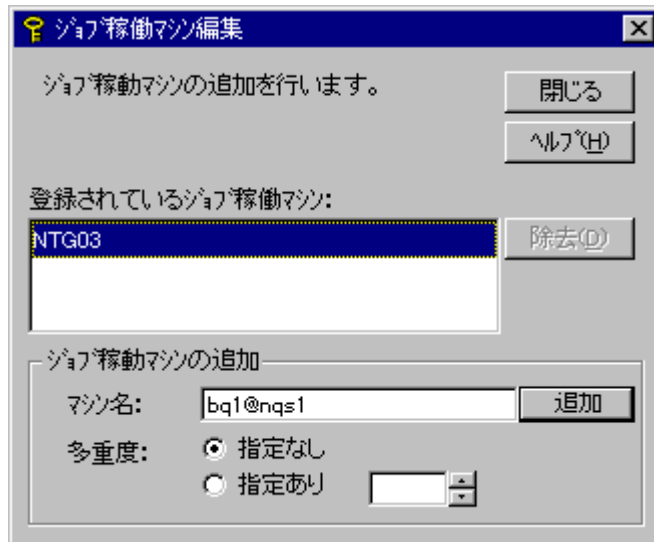 ｼﾞｮﾌﾞ稼働ﾏｼﾝ編集
ｼﾞｮﾌﾞ稼動ﾏｼﾝの追加を行います。
閉じる
ﾍﾙﾌﾟ(H)
登録されているｼﾞｮﾌﾞ稼働ﾏｼﾝ:
NTG03
除去(D)
ｼﾞｮﾌﾞ稼動ﾏｼﾝの追加
ﾏｼﾝ名:
bq1@nqs1
追加
多重度:
指定なし
指定あり